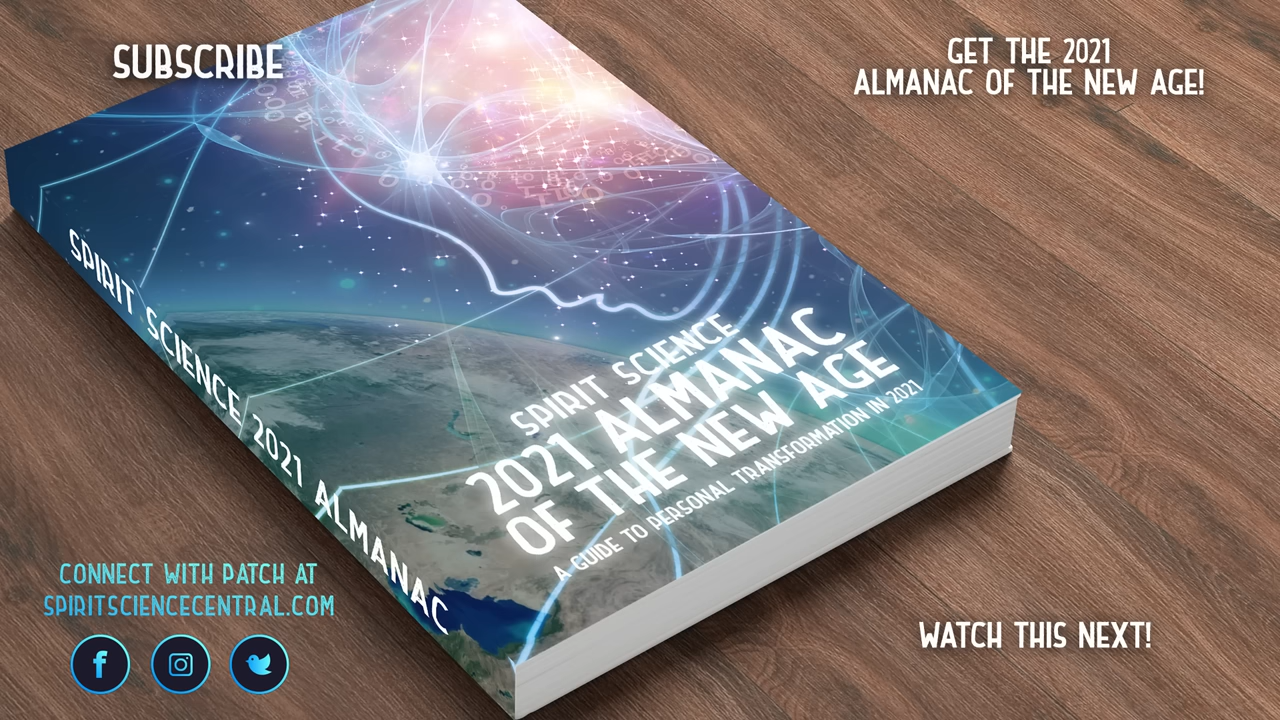 SUBSCRIBE
GET THE 2021
ALMANAC OF THE NEW AGE!
SPIRIT SCIENCE 2021 ALMANAC
SPIRIT SCIENCE
2021 ALMANAC
OF THE NEW AGE
A GUIDE TO PERSONAL TRANSFORMATION IN 2021
CONNECT WITH PATCH AT
SPIRITSCIENCECENTRAL.COM
WATCH THIS NEXT!